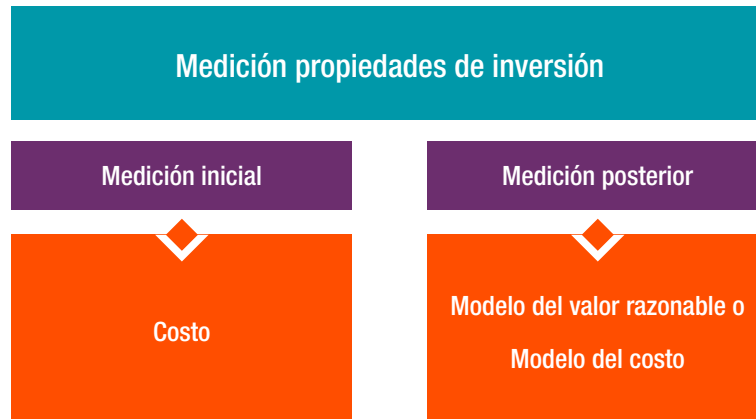 Medición propiedades de inversión
Medición inicial
Medición posterior
Costo
Modelo del valor razonable o
Modelo del costo